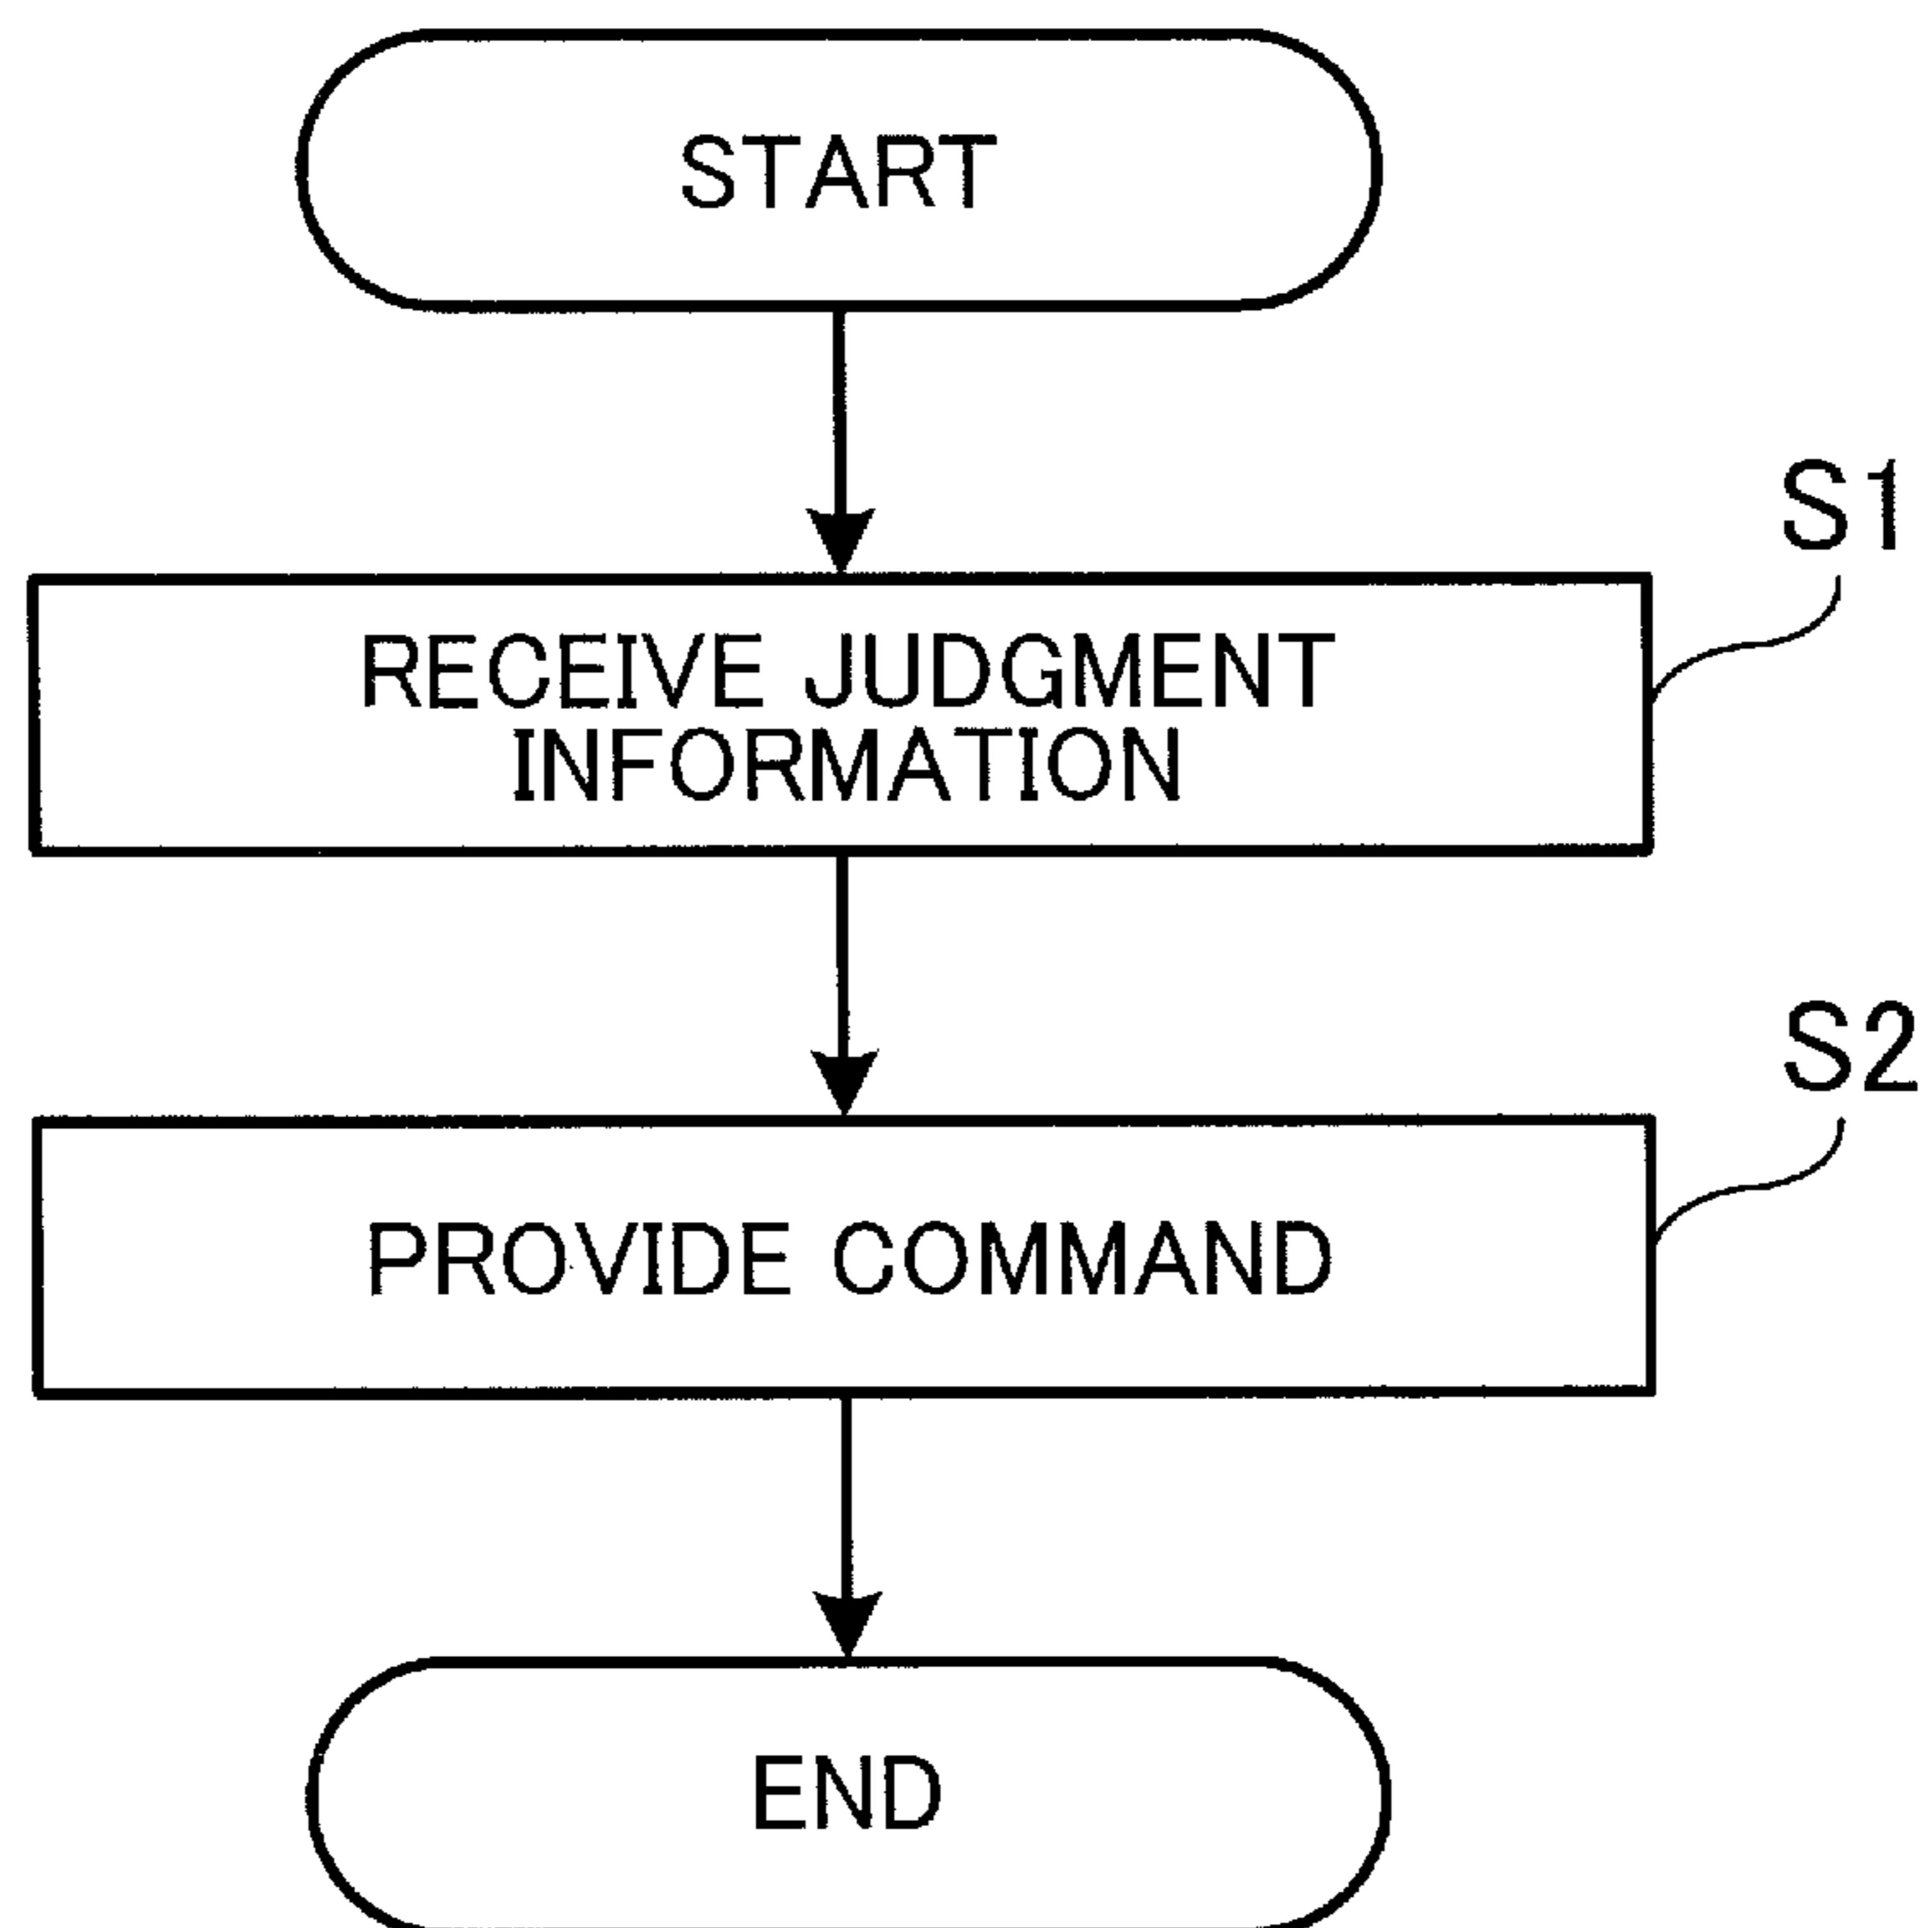 START
S1
RECEIVE JUDGMENT
INFORMATION
S2
PROVIDE COMMAND
END